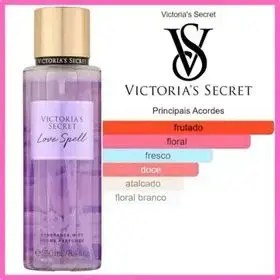 Victoria's Secret
VS
VICTORIA'S SECRET
Principais Acordes
frutado
floral
fresco
doce
atalcado
floral branco
VICTORIA'S
SECRET
Love Spell
FRAGRANCE MIST